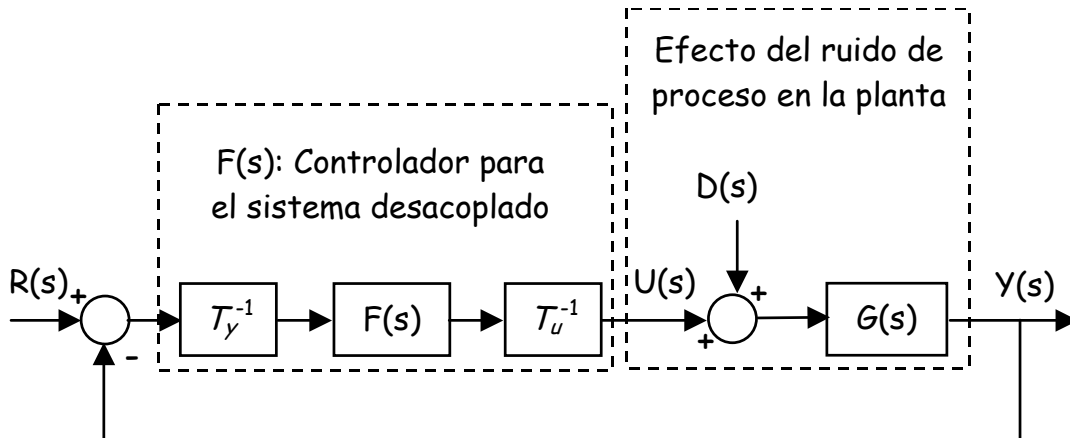 Efecto del ruido de
proceso en la planta
F(s): Controlador para
el sistema desacoplado
D(s)
R(s)
+
-
T_y^-1
F(s)
T_u^-1
U(s)
+
+
G(s)
Y(s)